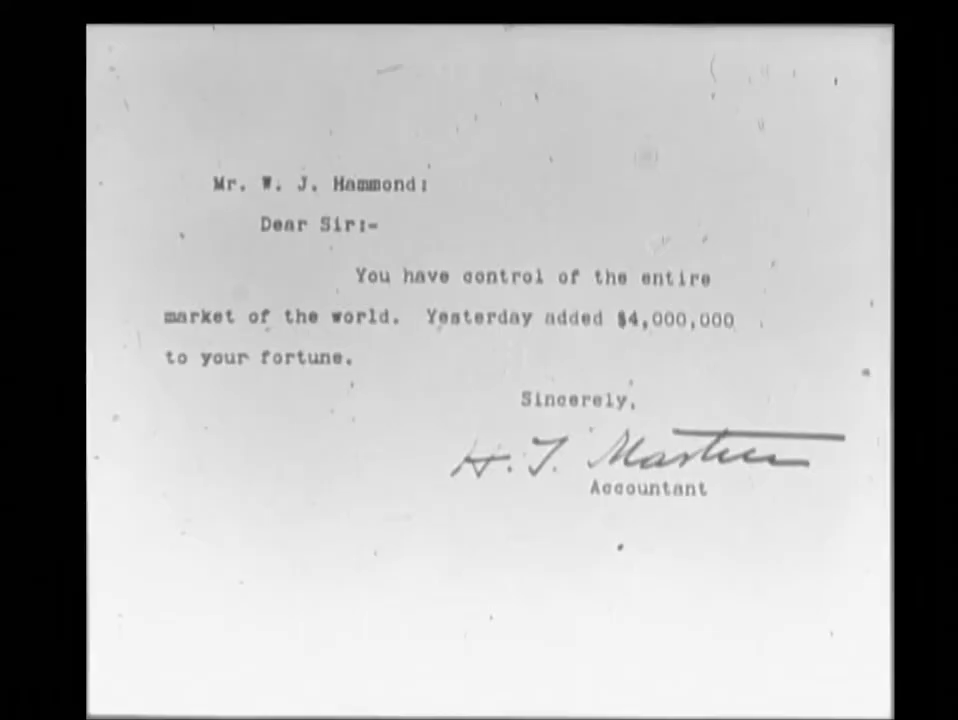 Mr. W. J. Hammond:
Dear Sir:-
You have control of the entire
market of the world. Yesterday added $4,000,000
to your fortune.
Sincerely,
H. T. Martin
Accountant